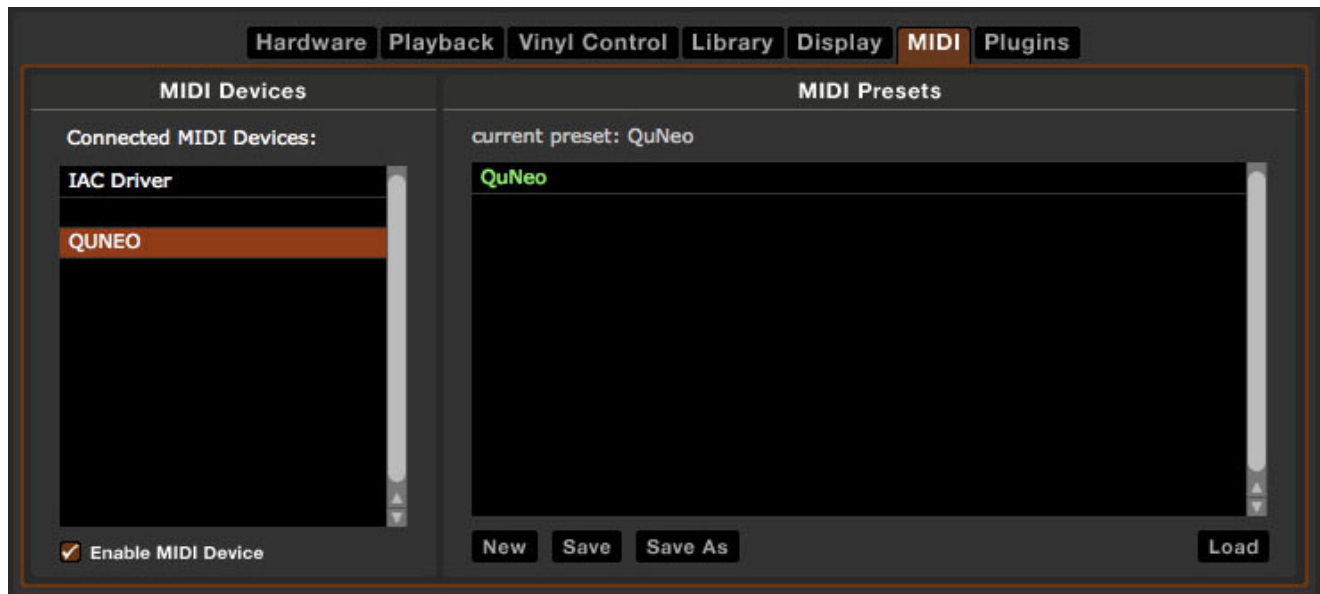 Hardware Playback Vinyl Control Library Display MIDI Plugins
MIDI Devices
Connected MIDI Devices:
IAC Driver
QUNEO
Enable MIDI Device
MIDI Presets
current preset: QuNeo
QuNeo
New Save Save As Load